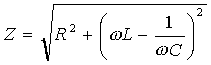 Z = √(R² + (ωL − 1/(ωC))²)